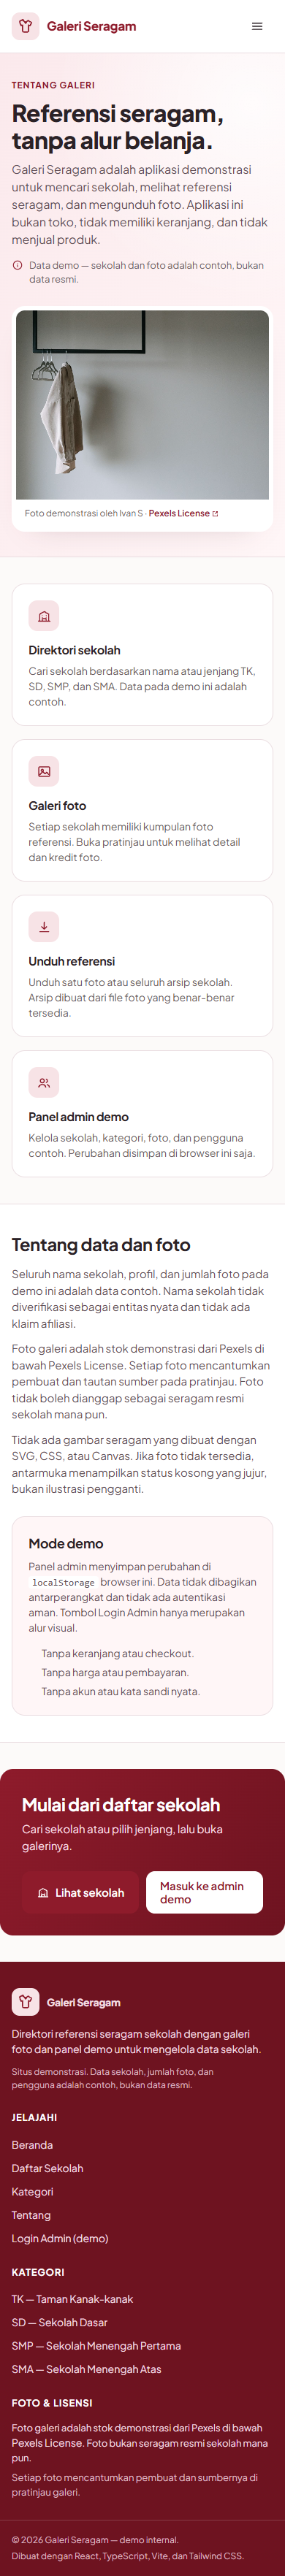 Galeri Seragam
TENTANG GALERI
Referensi seragam,
tanpa alur belanja.
Galeri Seragam adalah aplikasi demonstrasi
untuk mencari sekolah, melihat referensi
seragam, dan mengunduh foto. Aplikasi ini
bukan toko, tidak memiliki keranjang, dan tidak
menjual produk.
Data demo — sekolah dan foto adalah contoh, bukan
data resmi.
Foto demonstrasi oleh Ivan S · Pexels License
Direktori sekolah
Cari sekolah berdasarkan nama atau jenjang TK,
SD, SMP, dan SMA. Data pada demo ini adalah
contoh.
Galeri foto
Setiap sekolah memiliki kumpulan foto
referensi. Buka pratinjau untuk melihat detail
dan kredit foto.
Unduh referensi
Unduh satu foto atau seluruh arsip sekolah.
Arsip dibuat dari file foto yang benar-benar
tersedia.
Panel admin demo
Kelola sekolah, kategori, foto, dan pengguna
contoh. Perubahan disimpan di browser ini saja.
Tentang data dan foto
Seluruh nama sekolah, profil, dan jumlah foto pada
demo ini adalah data contoh. Nama sekolah tidak
diverifikasi sebagai entitas nyata dan tidak ada
klaim afiliasi.
Foto galeri adalah stok demonstrasi dari Pexels di
bawah Pexels License. Setiap foto mencantumkan
pembuat dan tautan sumber pada pratinjau. Foto
tidak boleh dianggap sebagai seragam resmi
sekolah mana pun.
Tidak ada gambar seragam yang dibuat dengan
SVG, CSS, atau Canvas. Jika foto tidak tersedia,
antarmuka menampilkan status kosong yang jujur,
bukan ilustrasi pengganti.
Mode demo
Panel admin menyimpan perubahan di
localStorage browser ini. Data tidak dibagikan
antarperangkat dan tidak ada autentikasi
aman. Tombol Login Admin hanya merupakan
alur visual.
Tanpa keranjang atau checkout.
Tanpa harga atau pembayaran.
Tanpa akun atau kata sandi nyata.
Mulai dari daftar sekolah
Cari sekolah atau pilih jenjang, lalu buka
galerinya.
Lihat sekolah
Masuk ke admin
demo
Galeri Seragam
Direktori referensi seragam sekolah dengan galeri
foto dan panel demo untuk mengelola data sekolah.
Situs demonstrasi. Data sekolah, jumlah foto, dan
pengguna adalah contoh, bukan data resmi.
JELAJAHI
Beranda
Daftar Sekolah
Kategori
Tentang
Login Admin (demo)
KATEGORI
TK — Taman Kanak-kanak
SD — Sekolah Dasar
SMP — Sekolah Menengah Pertama
SMA — Sekolah Menengah Atas
FOTO & LISENSI
Foto galeri adalah stok demonstrasi dari Pexels di bawah
Pexels License. Foto bukan seragam resmi sekolah mana
pun.
Setiap foto mencantumkan pembuat dan sumbernya di
pratinjau galeri.
© 2026 Galeri Seragam — demo internal.
Dibuat dengan React, TypeScript, Vite, dan Tailwind CSS.